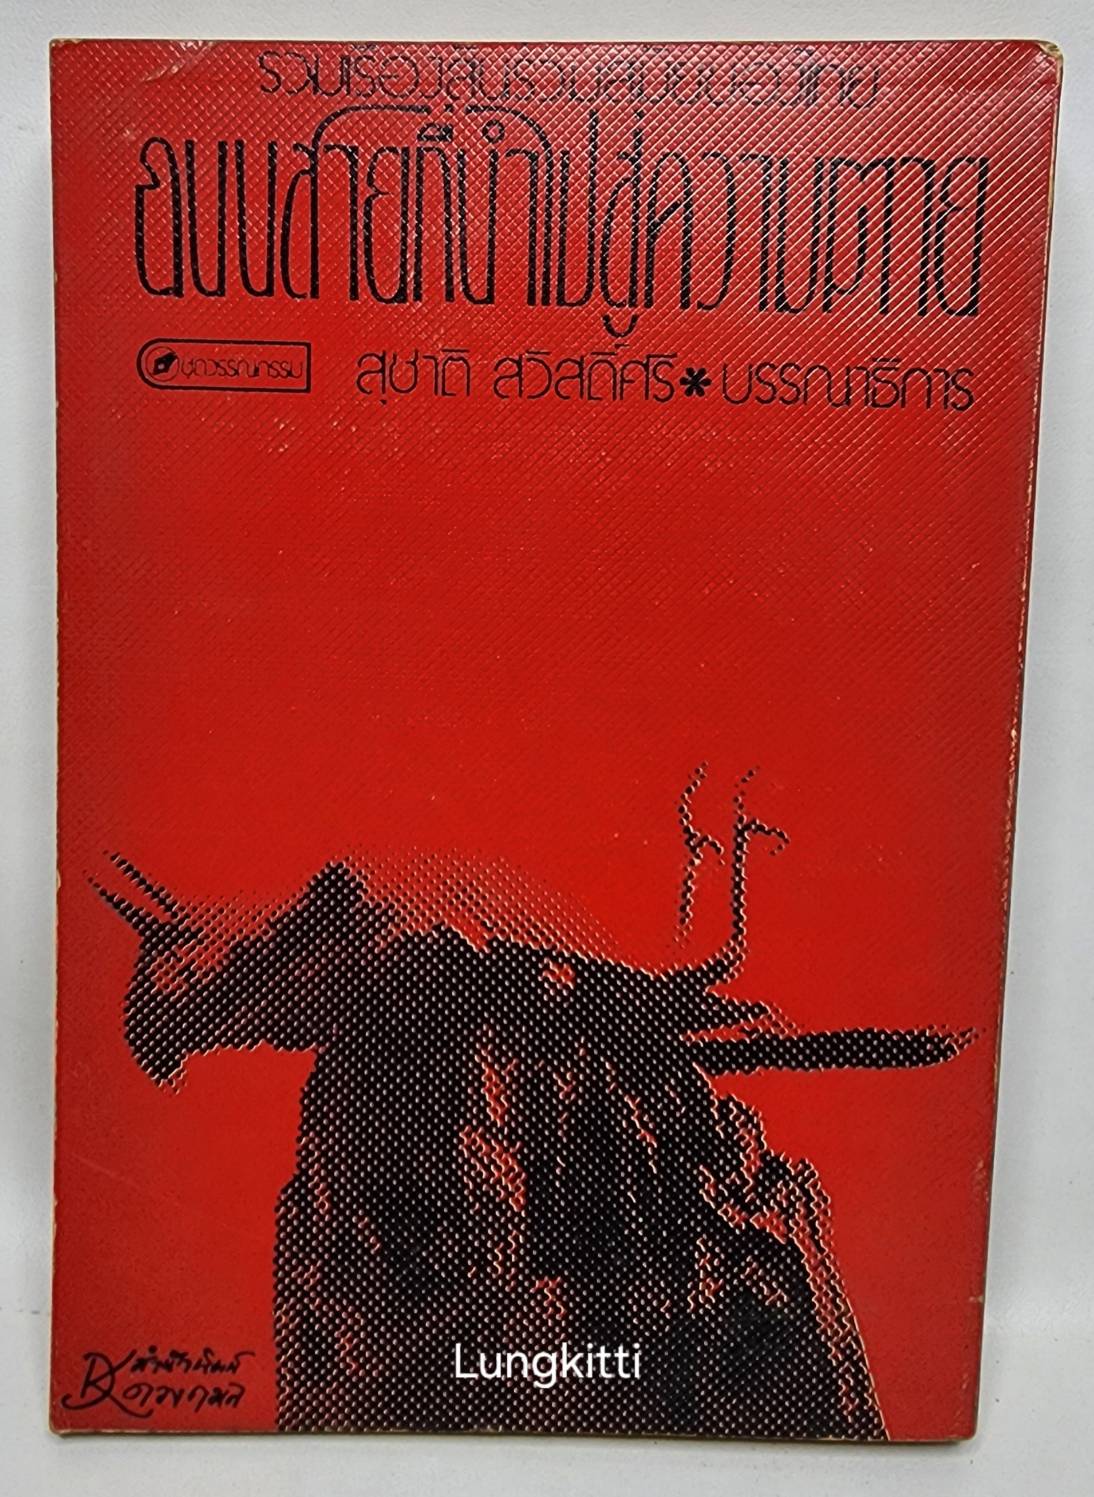 รวมเรื่องสั้นร่วมสมัยของไทย
ถนนสายที่นำไปสู่ความตาย
ชุดวรรณกรรม
สุชาติ สวัสดิ์ศรี * บรรณาธิการ
สำนักพิมพ์
DK ดวงกมล
Lungkitti